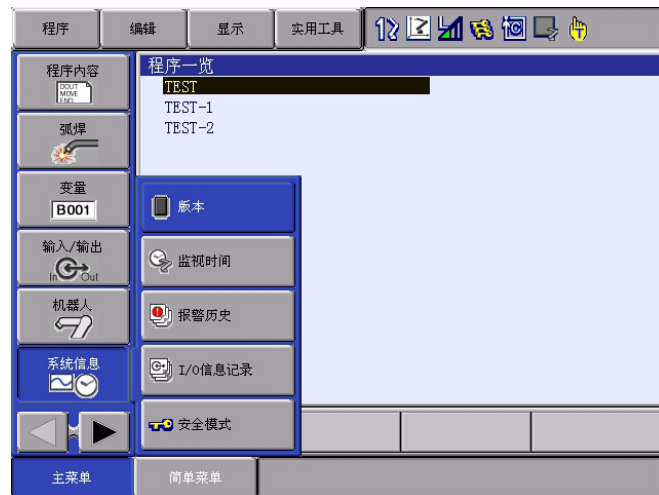 程序
编辑
显示
实用工具
程序内容
DOUT
MOVE
END
弧焊
变量
B001
输入/输出
In Out
机器人
系统信息
程序一览
TEST
TEST-1
TEST-2
版本
监视时间
报警历史
I/O信息记录
安全模式
主菜单
简单菜单